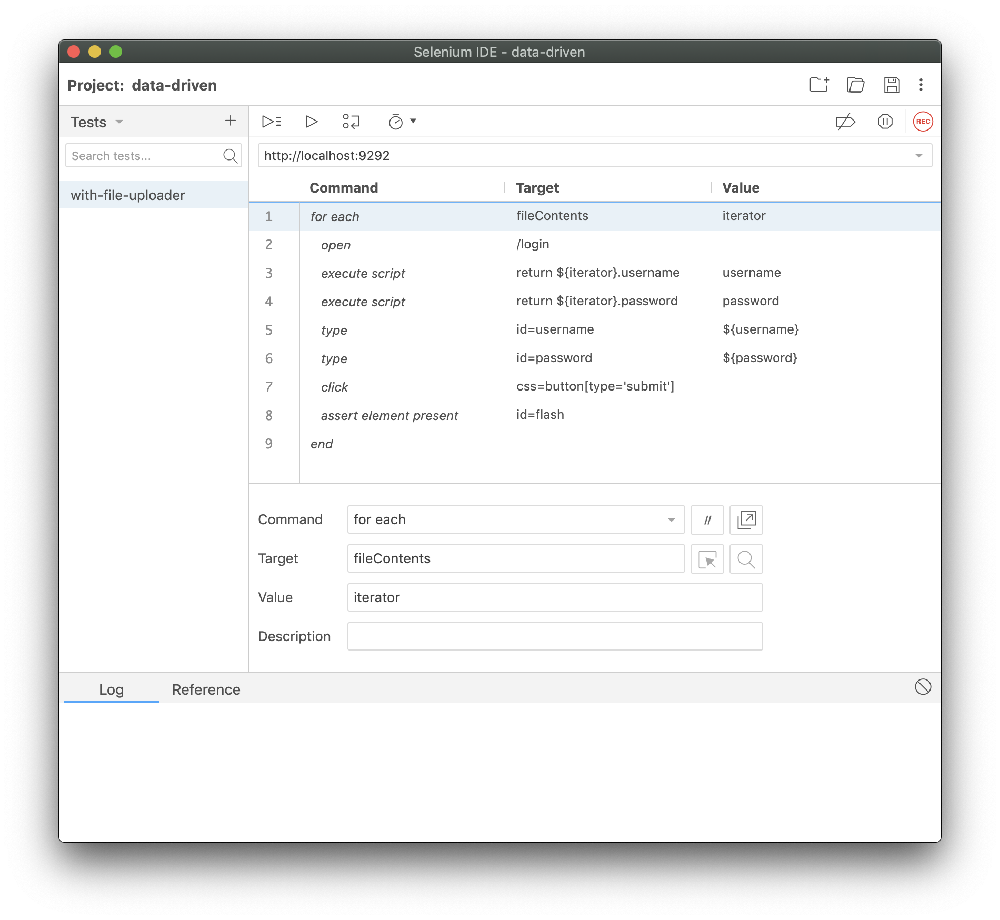 Selenium IDE - data-driven
Project: data-driven
Tests
REC
Search tests...
http://localhost:9292
with-file-uploader
Command Target Value
1 for each fileContents iterator
2 open /login
3 execute script return ${iterator}.username username
4 execute script return ${iterator}.password password
5 type id=username ${username}
6 type id=password ${password}
7 click css=button[type='submit']
8 assert element present id=flash
9 end
Command for each //
Target fileContents
Value iterator
Description
Log Reference